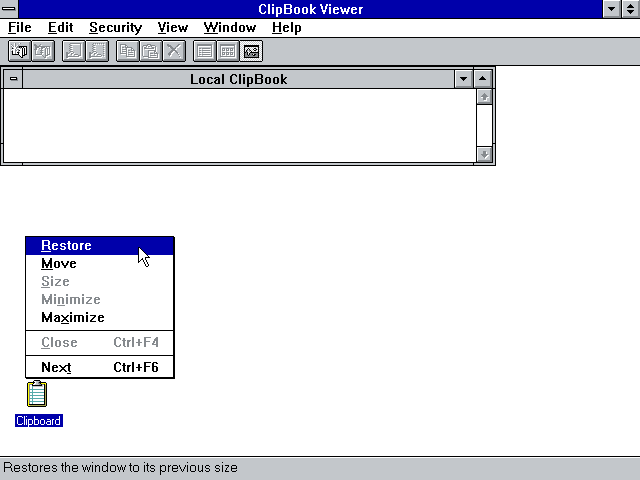 ClipBook Viewer
File Edit Security View Window Help
Local ClipBook
Restore
Move
Size
Minimize
Maximize
Close Ctrl+F4
Next Ctrl+F6
Clipboard
Restores the window to its previous size